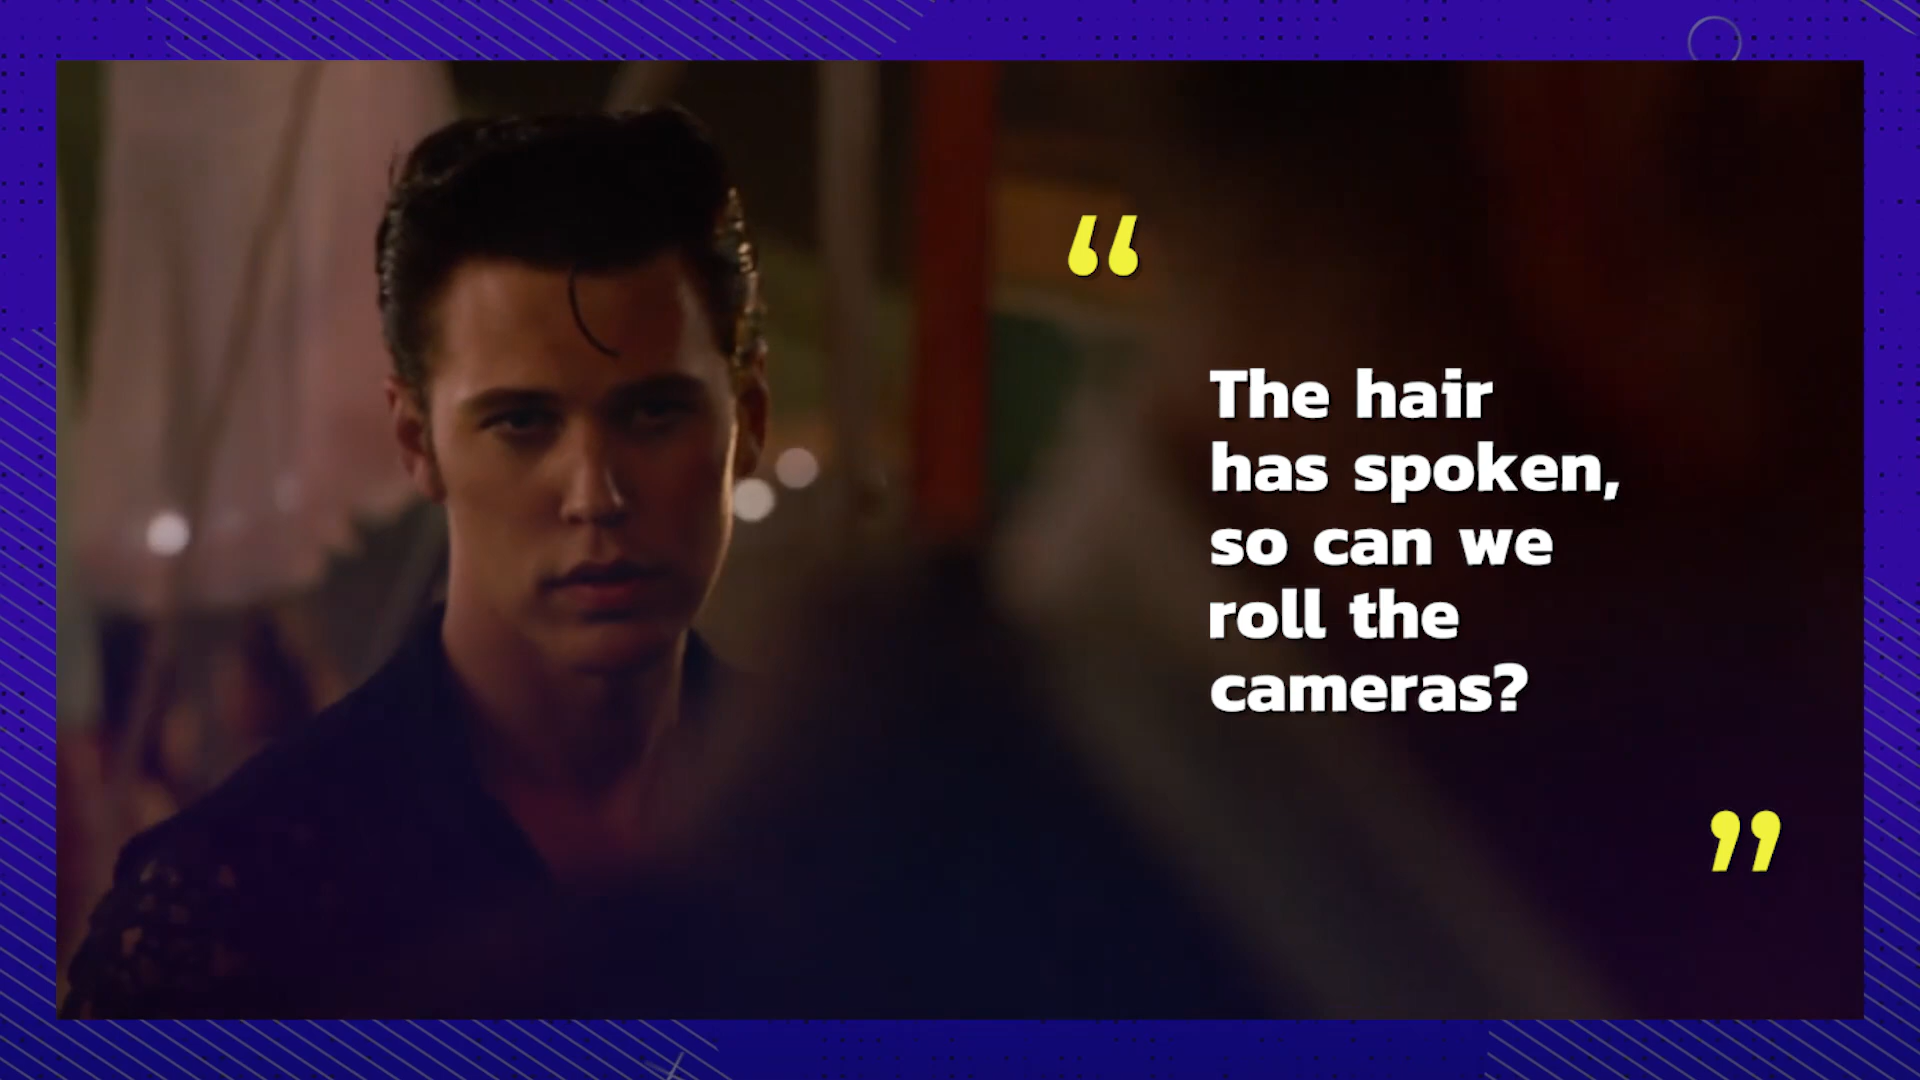 “
The hair
has spoken,
so can we
roll the
cameras?
”